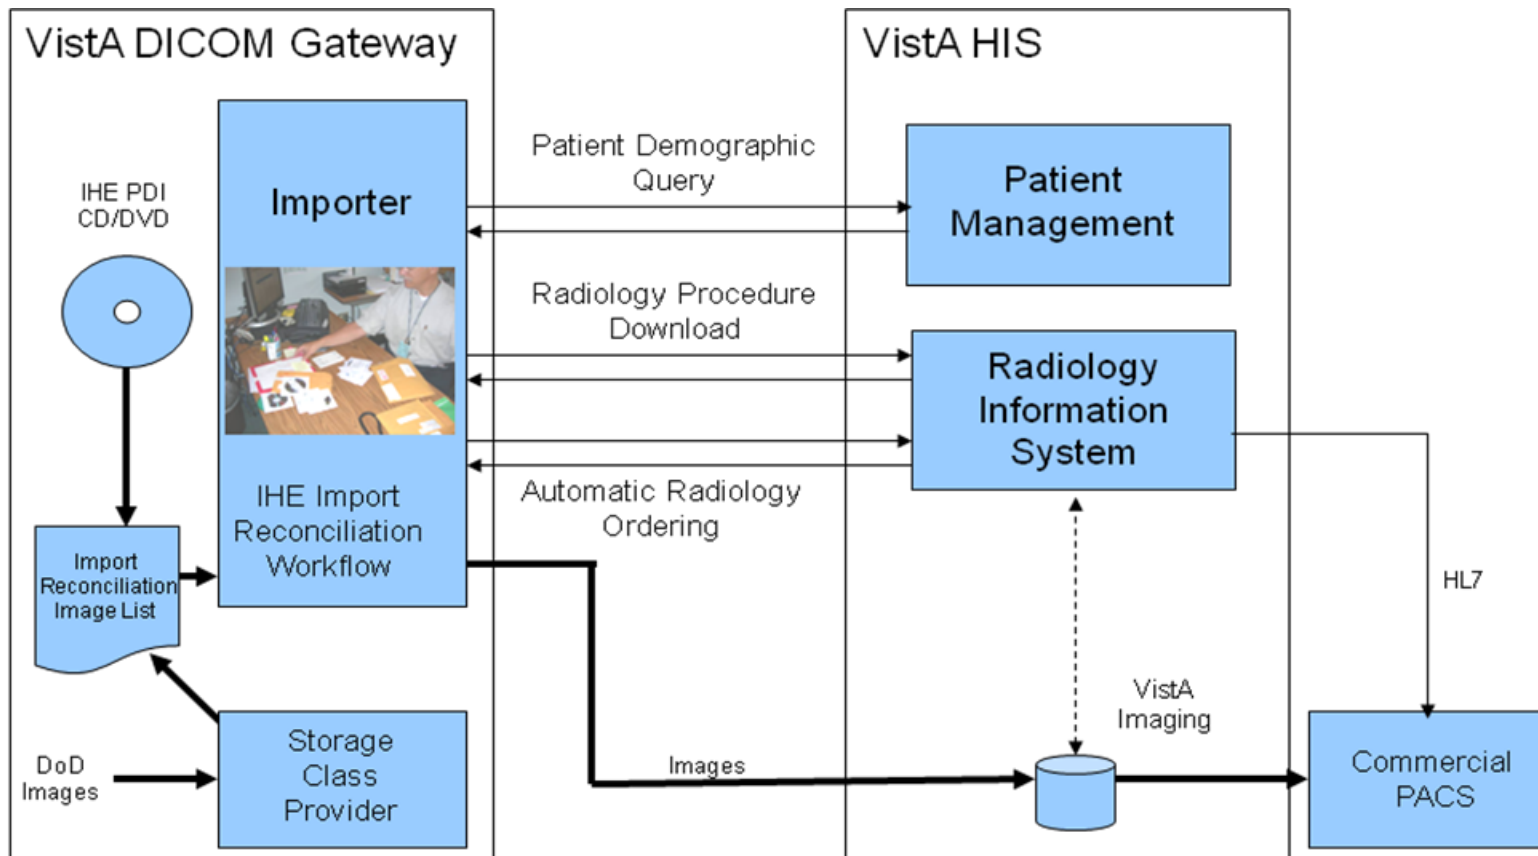 VistA DICOM Gateway
VistA HIS
IHE PDI
CD/DVD
Importer
IHE Import
Reconciliation
Workflow
Import
Reconciliation
Image List
DoD
Images
Storage
Class
Provider
Patient Demographic
Query
Radiology Procedure
Download
Automatic Radiology
Ordering
Images
Patient
Management
Radiology
Information
System
VistA
Imaging
HL7
Commercial
PACS